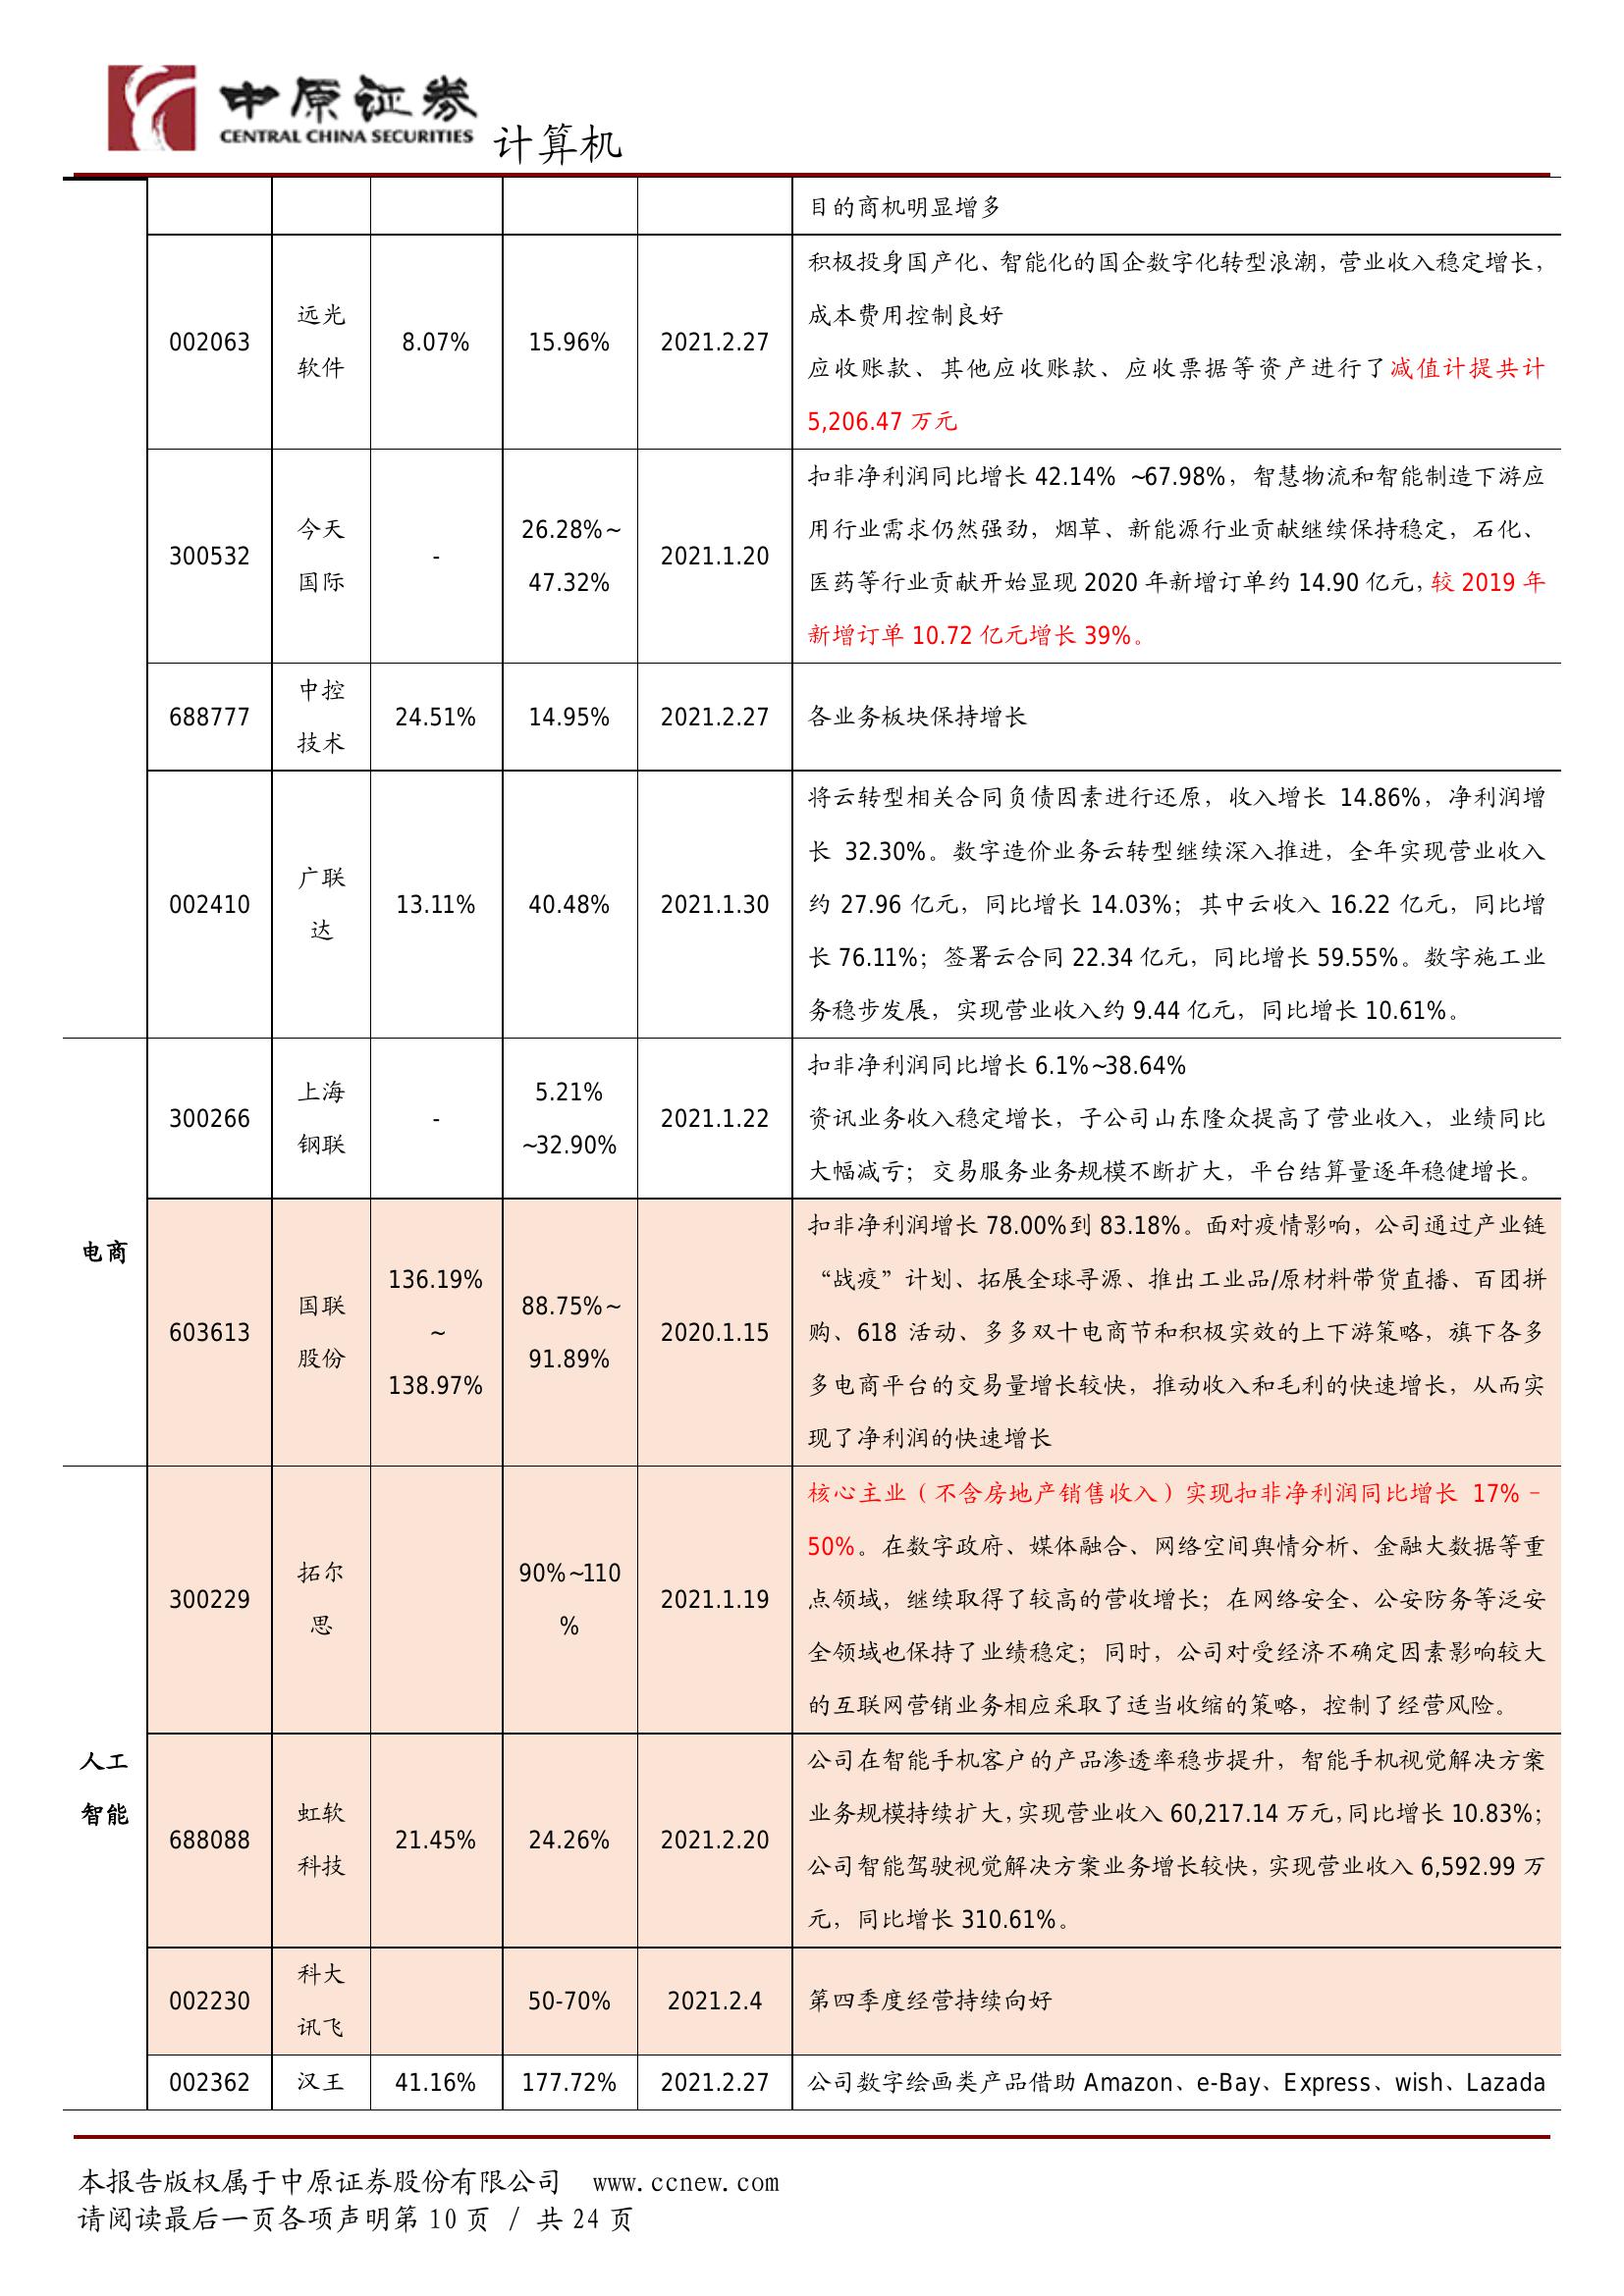 中原证券
CENTRAL CHINA SECURITIES
计算机
目的商机明显增多
002063
远光
软件
8.07%
15.96%
2021.2.27
积极投身国产化、智能化的国企数字化转型浪潮，营业收入稳定增长，
成本费用控制良好
应收账款、其他应收账款、应收票据等资产进行了减值计提共计
5,206.47 万元
300532
今天
国际
-
26.28%~
47.32%
2021.1.20
扣非净利润同比增长 42.14% ~67.98%，智慧物流和智能制造下游应
用行业需求仍然强劲，烟草、新能源行业贡献继续保持稳定，石化、
医药等行业贡献开始显现 2020 年新增订单约 14.90 亿元，较 2019 年
新增订单 10.72 亿元增长 39%。
688777
中控
技术
24.51%
14.95%
2021.2.27
各业务板块保持增长
002410
广联
达
13.11%
40.48%
2021.1.30
将云转型相关合同负债因素进行还原，收入增长 14.86%，净利润增
长 32.30%。数字造价业务云转型继续深入推进，全年实现营业收入
约 27.96 亿元，同比增长 14.03%；其中云收入 16.22 亿元，同比增
长 76.11%；签署云合同 22.34 亿元，同比增长 59.55%。数字施工业
务稳步发展，实现营业收入约 9.44 亿元，同比增长 10.61%。
电商
300266
上海
钢联
-
5.21%
~32.90%
2021.1.22
扣非净利润同比增长 6.1%~38.64%
资讯业务收入稳定增长，子公司山东隆众提高了营业收入，业绩同比
大幅减亏；交易服务业务规模不断扩大，平台结算量逐年稳健增长。
603613
国联
股份
136.19%
~
138.97%
88.75%~
91.89%
2020.1.15
扣非净利润增长 78.00%到 83.18%。面对疫情影响，公司通过产业链
“战疫”计划、拓展全球寻源、推出工业品/原材料带货直播、百团拼
购、618 活动、多多双十电商节和积极实效的上下游策略，旗下各多
多电商平台的交易量增长较快，推动收入和毛利的快速增长，从而实
现了净利润的快速增长
人工
智能
300229
拓尔
思
90%~110
%
2021.1.19
核心主业（不含房地产销售收入）实现扣非净利润同比增长 17%－
50%。在数字政府、媒体融合、网络空间舆情分析、金融大数据等重
点领域，继续取得了较高的营收增长；在网络安全、公安防务等泛安
全领域也保持了业绩稳定；同时，公司对受经济不确定因素影响较大
的互联网营销业务相应采取了适当收缩的策略，控制了经营风险。
688088
虹软
科技
21.45%
24.26%
2021.2.20
公司在智能手机客户的产品渗透率稳步提升，智能手机视觉解决方案
业务规模持续扩大，实现营业收入 60,217.14 万元，同比增长 10.83%；
公司智能驾驶视觉解决方案业务增长较快，实现营业收入 6,592.99 万
元，同比增长 310.61%。
002230
科大
讯飞
50-70%
2021.2.4
第四季度经营持续向好
002362
汉王
41.16%
177.72%
2021.2.27
公司数字绘画类产品借助 Amazon、e-Bay、Express、wish、Lazada
本报告版权属于中原证券股份有限公司 www.ccnew.com
请阅读最后一页各项声明第 10 页 / 共 24 页